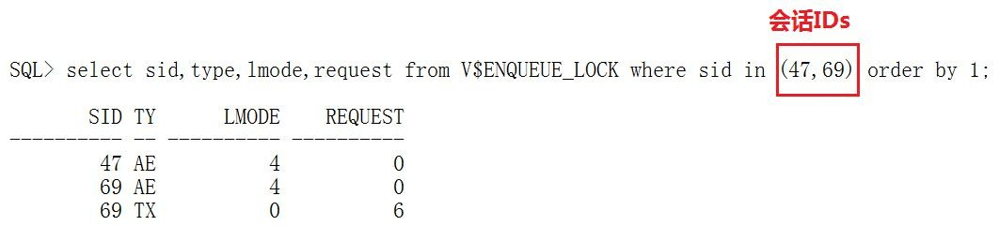 会话IDs
SQL> select sid,type,lmode,request from V$ENQUEUE_LOCK where sid in (47,69) order by 1;
       SID TY      LMODE    REQUEST
---------- -- ---------- ----------
        47 AE          4          0
        69 AE          4          0
        69 TX          0          6